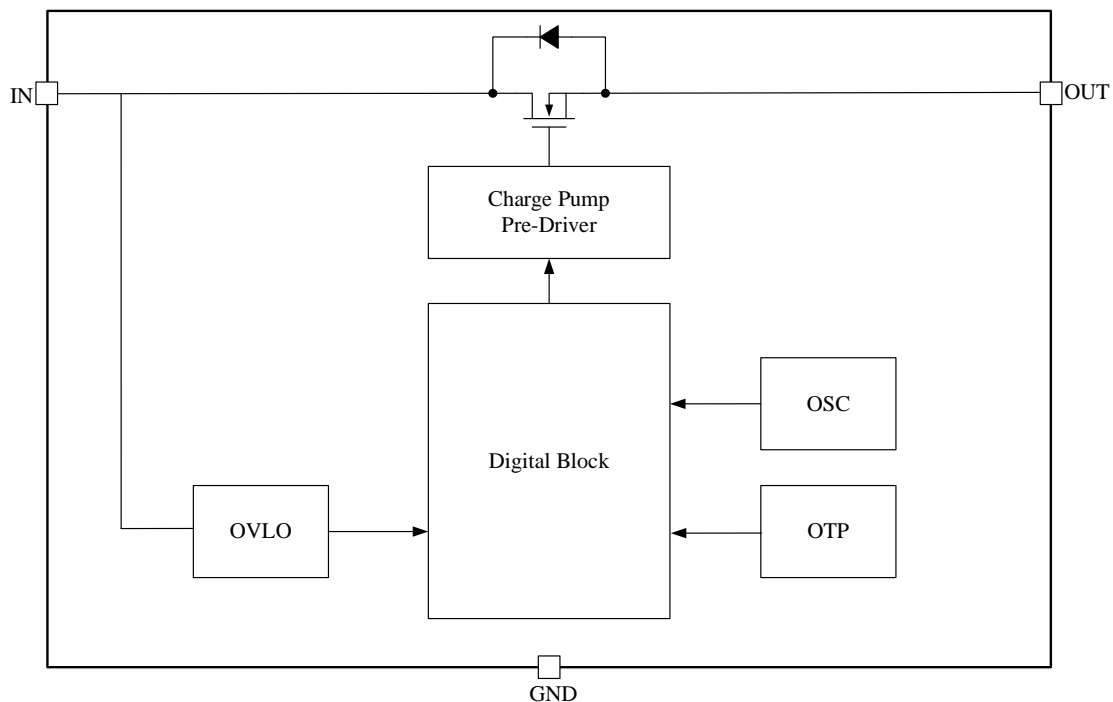 IN
OUT
Charge Pump
Pre-Driver
OSC
Digital Block
OVLO
OTP
GND